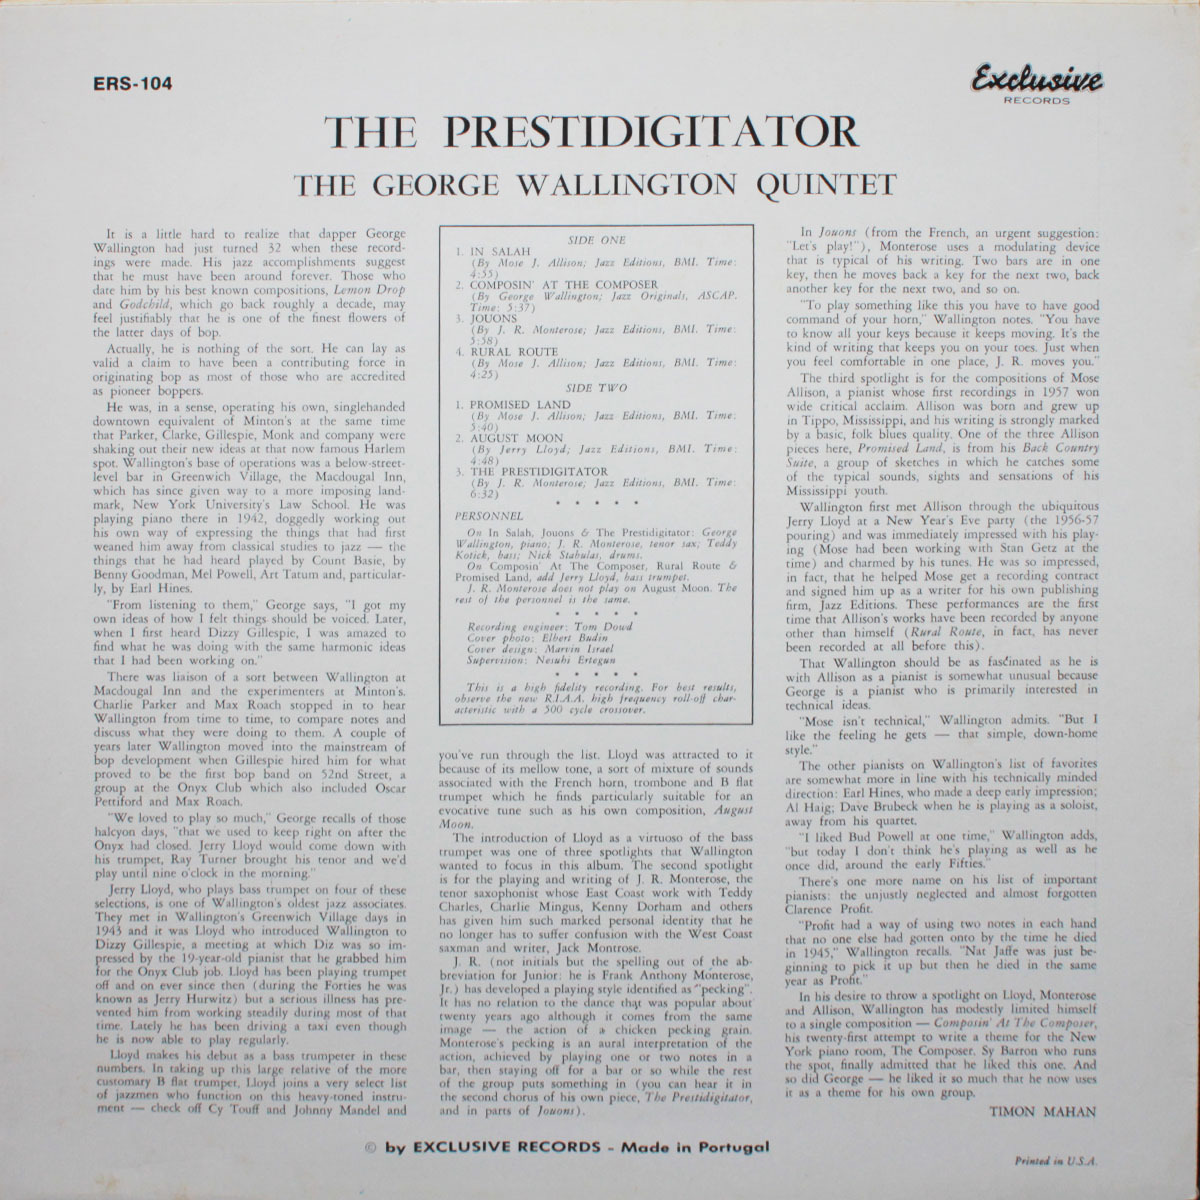 ERS-104
Exclusive
RECORDS
THE PRESTIDIGITATOR
THE GEORGE WALLINGTON QUINTET
It is a little hard to realize that dapper George
Wallington had just turned 32 when these record-
ings were made. His jazz accomplishments suggest
that he must have been around forever. Those who
date him by his best known compositions, Lemon Drop
and Godchild, which go back roughly a decade, may
feel justifiably that he is one of the finest flowers of
the latter days of bop.
Actually, he is nothing of the sort. He can lay as
valid a claim to have been a contributing force in
originating bop as most of those who are accredited
as pioneer boppers.
He was, in a sense, operating his own, singlehanded
downtown equivalent of Minton's at the same time
that Parker, Clarke, Gillespie, Monk and company were
shaking out their new ideas at that now famous Harlem
spot. Wallington's base of operations was a below-street-
level bar in Greenwich Village, the Macdougal Inn,
which has since given way to a more imposing land-
mark, New York University's Law School. He was
playing piano there in 1942, doggedly working out
his own way of expressing the things that had first
weaned him away from classical studies to jazz — the
things that he had heard played by Count Basie, by
Benny Goodman, Mel Powell, Art Tatum and, particular-
ly, by Earl Hines.
"From listening to them," George says, "I got my
own ideas of how I felt things should be voiced. Later,
when I first heard Dizzy Gillespie, I was amazed to
find what he was doing with the same harmonic ideas
that I had been working on."
There was liaison of a sort between Wallington at
Macdougal Inn and the experimenters at Minton's.
Charlie Parker and Max Roach stopped in to hear
Wallington from time to time, to compare notes and
discuss what they were doing to them. A couple of
years later Wallington moved into the mainstream of
bop development when Gillespie hired him for what
proved to be the first bop band on 52nd Street, a
group at the Onyx Club which also included Oscar
Pettiford and Max Roach.
"We loved to play so much," George recalls of those
halcyon days, "that we used to keep right on after the
Onyx had closed. Jerry Lloyd would come down with
his trumpet, Ray Turner brought his tenor and we'd
play until nine o'clock in the morning."
Jerry Lloyd, who plays bass trumpet on four of these
selections, is one of Wallington's oldest jazz associates.
They met in Wallington's Greenwich Village days in
1943 and it was Lloyd who introduced Wallington to
Dizzy Gillespie, a meeting at which Diz was so im-
pressed by the 19-year-old pianist that he grabbed him
for the Onyx Club job. Lloyd has been playing trumpet
off and on ever since then (during the Forties he was
known as Jerry Hurwitz) but a serious illness has pre-
vented him from working steadily during most of that
time. Lately he has been driving a taxi even though
he is now able to play regularly.
Lloyd makes his debut as a bass trumpeter in these
numbers. In taking up this large relative of the more
customary B flat trumpet, Lloyd joins a very select list
of jazzmen who function on this heavy-toned instru-
ment — check off Cy Touff and Johnny Mandel and
SIDE ONE
1. IN SALAH
(By Mose J. Allison; Jazz Editions, BMI. Time:
4:55)
2. COMPOSIN' AT THE COMPOSER
(By George Wallington; Jazz Originals, ASCAP.
Time: 5:37)
3. JOUONS
(By J. R. Monterose; Jazz Editions, BMI. Time:
5:58)
4. RURAL ROUTE
(By Mose J. Allison; Jazz Editions, BMI. Time:
4:25)
SIDE TWO
1. PROMISED LAND
(By Mose J. Allison; Jazz Editions, BMI. Time:
5:40)
2. AUGUST MOON
(By Jerry Lloyd; Jazz Editions, BMI. Time:
4:48)
3. THE PRESTIDIGITATOR
(By J. R. Monterose; Jazz Editions, BMI. Time:
6:32)
* * * * *
PERSONNEL
On In Salah, Jouons & The Prestidigitator: George
Wallington, piano; J. R. Monterose, tenor sax; Teddy
Kotick, bass; Nick Stabulas, drums.
On Composin' At The Composer, Rural Route &
Promised Land, add Jerry Lloyd, bass trumpet.
J. R. Monterose does not play on August Moon. The
rest of the personnel is the same.
* * * * *
Recording engineer: Tom Dowd
Cover photo: Elbert Budin
Cover design: Marvin Israel
Supervision: Nesuhi Ertegun
* * * * *
This is a high fidelity recording. For best results,
observe the new R.I.A.A. high frequency roll-off char-
acteristic with a 500 cycle crossover.
you've run through the list. Lloyd was attracted to it
because of its mellow tone, a sort of mixture of sounds
associated with the French horn, trombone and B flat
trumpet which he finds particularly suitable for an
evocative tune such as his own composition, August
Moon.
The introduction of Lloyd as a virtuoso of the bass
trumpet was one of three spotlights that Wallington
wanted to focus in this album. The second spotlight
is for the playing and writing of J. R. Monterose, the
tenor saxophonist whose East Coast work with Teddy
Charles, Charlie Mingus, Kenny Dorham and others
has given him such marked personal identity that he
no longer has to suffer confusion with the West Coast
saxman and writer, Jack Montrose.
J. R. (not initials but the spelling out of the ab-
breviation for Junior: he is Frank Anthony Monterose,
Jr.) has developed a playing style identified as "pecking".
It has no relation to the dance that was popular about
twenty years ago although it comes from the same
image — the action of a chicken pecking grain.
Monterose's pecking is an aural interpretation of the
action, achieved by playing one or two notes in a
bar, then staying off for a bar or so while the rest
of the group puts something in (you can hear it in
the second chorus of his own piece, The Prestidigitator,
and in parts of Jouons).
In Jouons (from the French, an urgent suggestion:
"Let's play!"), Monterose uses a modulating device
that is typical of his writing. Two bars are in one
key, then he moves back a key for the next two, back
another key for the next two, and so on.
"To play something like this you have to have good
command of your horn," Wallington notes. "You have
to know all your keys because it keeps moving. It's the
kind of writing that keeps you on your toes. Just when
you feel comfortable in one place, J. R. moves you."
The third spotlight is for the compositions of Mose
Allison, a pianist whose first recordings in 1957 won
wide critical acclaim. Allison was born and grew up
in Tippo, Mississippi, and his writing is strongly marked
by a basic, folk blues quality. One of the three Allison
pieces here, Promised Land, is from his Back Country
Suite, a group of sketches in which he catches some
of the typical sounds, sights and sensations of his
Mississippi youth.
Wallington first met Allison through the ubiquitous
Jerry Lloyd at a New Year's Eve party (the 1956-57
pouring) and was immediately impressed with his play-
ing (Mose had been working with Stan Getz at the
time) and charmed by his tunes. He was so impressed,
in fact, that he helped Mose get a recording contract
and signed him up as a writer for his own publishing
firm, Jazz Editions. These performances are the first
time that Allison's works have been recorded by anyone
other than himself (Rural Route, in fact, has never
been recorded at all before this).
That Wallington should be as fascinated as he is
with Allison as a pianist is somewhat unusual because
George is a pianist who is primarily interested in
technical ideas.
"Mose isn't technical," Wallington admits. "But I
like the feeling he gets — that simple, down-home
style."
The other pianists on Wallington's list of favorites
are somewhat more in line with his technically minded
direction: Earl Hines, who made a deep early impression;
Al Haig; Dave Brubeck when he is playing as a soloist,
away from his quartet.
"I liked Bud Powell at one time," Wallington adds,
"but today I don't think he's playing as well as he
once did, around the early Fifties."
There's one more name on his list of important
pianists: the unjustly neglected and almost forgotten
Clarence Profit.
"Profit had a way of using two notes in each hand
that no one else had gotten onto by the time he died
in 1945," Wallington recalls. "Nat Jaffe was just be-
ginning to pick it up but then he died in the same
year as Profit."
In his desire to throw a spotlight on Lloyd, Monterose
and Allison, Wallington has modestly limited himself
to a single composition — Composin' At The Composer,
his twenty-first attempt to write a theme for the New
York piano room, The Composer. Sy Barron who runs
the spot, finally admitted that he liked this one. And
so did George — he liked it so much that he now uses
it as a theme for his own group.
TIMON MAHAN
© by EXCLUSIVE RECORDS - Made in Portugal
Printed in U.S.A.